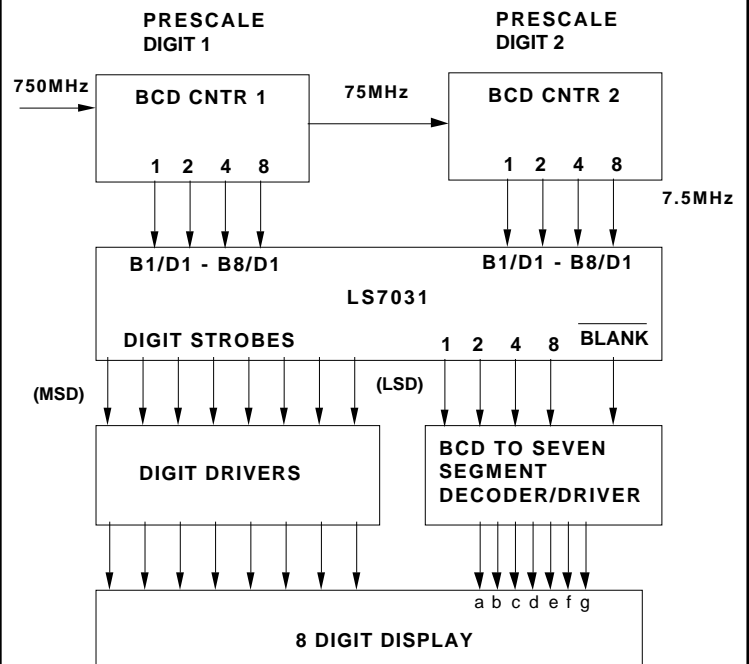 PRESCALE
DIGIT 1
PRESCALE
DIGIT 2
750MHz
BCD CNTR 1
75MHz
BCD CNTR 2
1 2 4 8
1 2 4 8
7.5MHz
B1/D1 - B8/D1
B1/D1 - B8/D1
LS7031
DIGIT STROBES
1 2 4 8
BLANK
(MSD)
(LSD)
DIGIT DRIVERS
BCD TO SEVEN
SEGMENT
DECODER/DRIVER
a b c d e f g
8 DIGIT DISPLAY